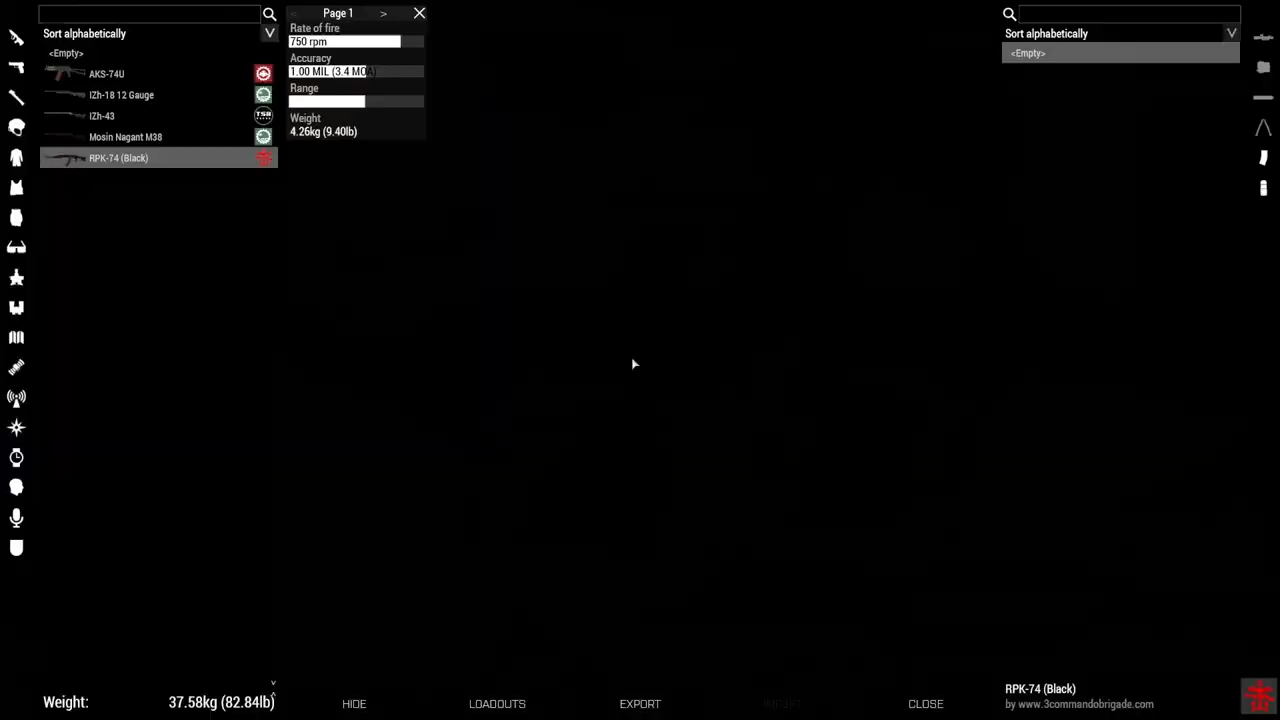 Sort alphabetically
<Empty>
AKS-74U
IZh-18 12 Gauge
IZh-43
TSB
Mosin Nagant M38
RPK-74 (Black)
Page 1
Rate of fire
750 rpm
Accuracy
1.00 MIL (3.4 MOA)
Range
Weight
4.26kg (9.40lb)
Sort alphabetically
<Empty>
Weight: 37.58kg (82.84lb)
HIDE
LOADOUTS
EXPORT
IMPORT
CLOSE
RPK-74 (Black)
by www.3commandobrigade.com